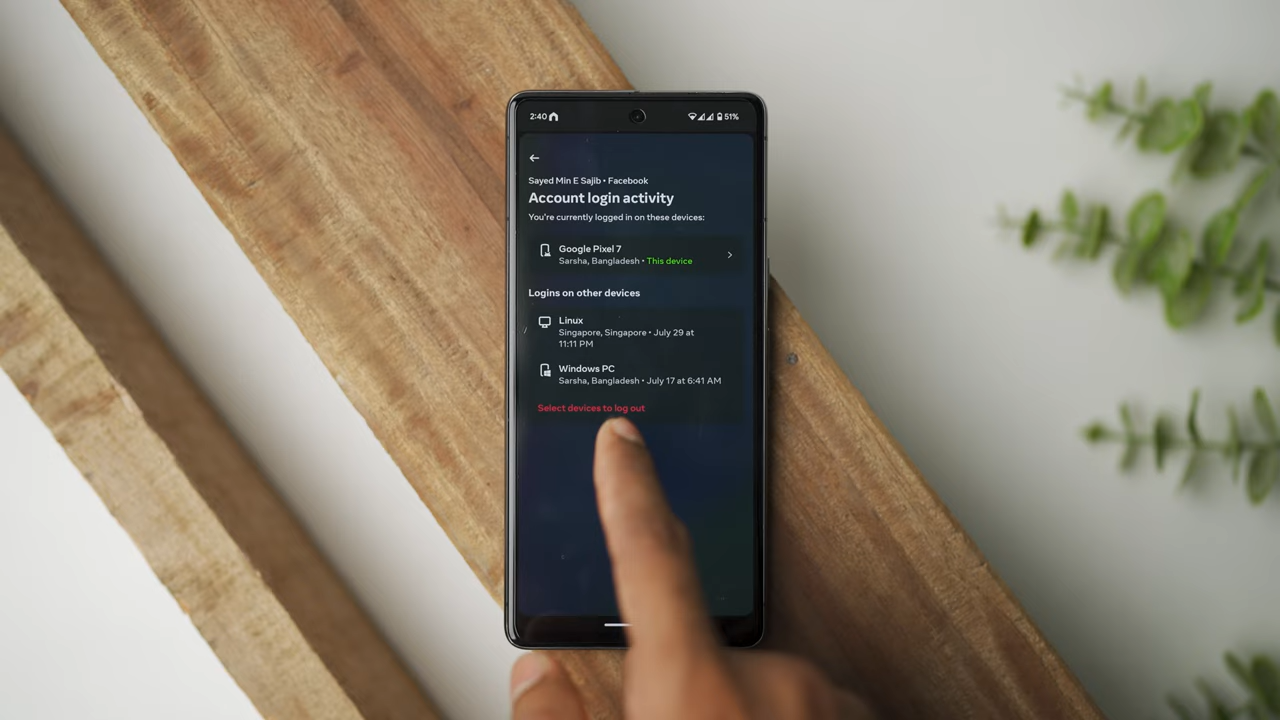 2:40 51%
Sayed Min E Sajib • Facebook
Account login activity
You're currently logged in on these devices:
Google Pixel 7
Sarsha, Bangladesh • This device
Logins on other devices
Linux
Singapore, Singapore • July 29 at
11:11 PM
Windows PC
Sarsha, Bangladesh • July 17 at 6:41 AM
Select devices to log out